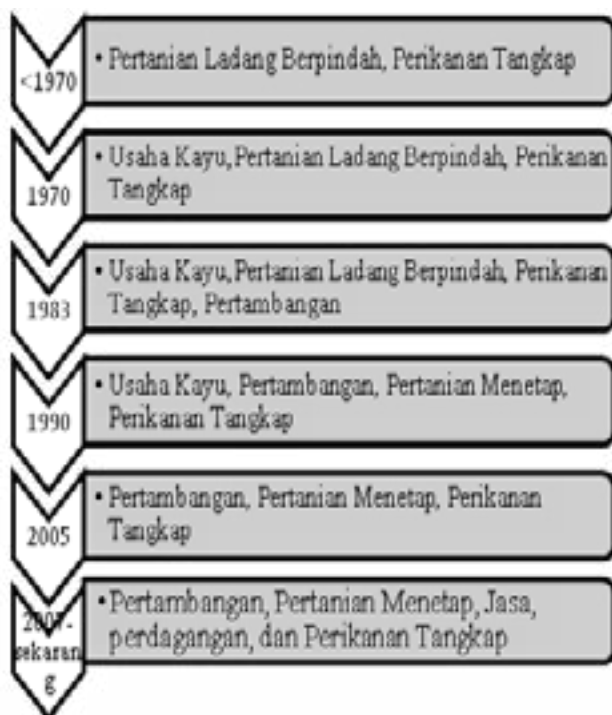 <1970
• Pertanian Ladang Berpindah, Perikanan Tangkap
1970
• Usaha Kayu,Pertanian Ladang Berpindah, Perikanan
Tangkap
1983
• Usaha Kayu,Pertanian Ladang Berpindah, Perikanan
Tangkap, Pertambangan
1990
• Usaha Kayu, Pertambangan, Pertanian Menetap,
Perikanan Tangkap
2005
• Pertambangan, Pertanian Menetap, Perikanan
Tangkap
2007-
sekaran
g
• Pertambangan, Pertanian Menetap, Jasa,
perdagangan, dan Perikanan Tangkap